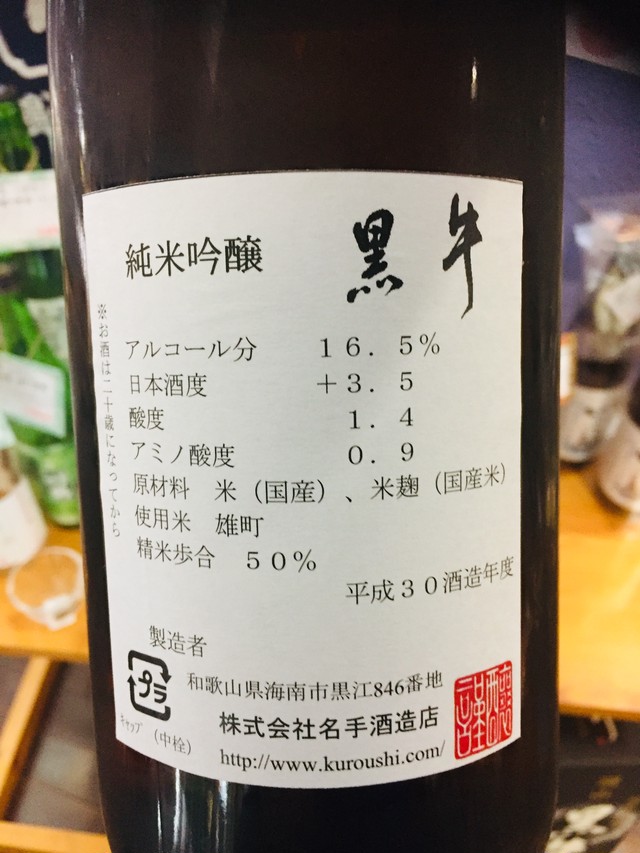 黒牛
純米吟醸
アルコール分　１６．５％
日本酒度　＋３．５
酸度　１．４
アミノ酸度　０．９
原材料　米（国産）、米麹（国産米）
使用米　雄町
精米歩合　５０％
平成３０酒造年度
※お酒は二十歳になってから
製造者
プラ
キャップ（中栓）
和歌山県海南市黒江846番地
株式会社名手酒造店
http://www.kuroushi.com/
謹醸